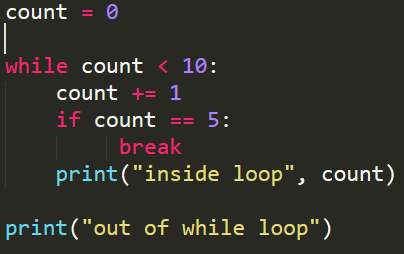 count = 0
while count < 10:
    count += 1
    if count == 5:
        break
    print("inside loop", count)
print("out of while loop")